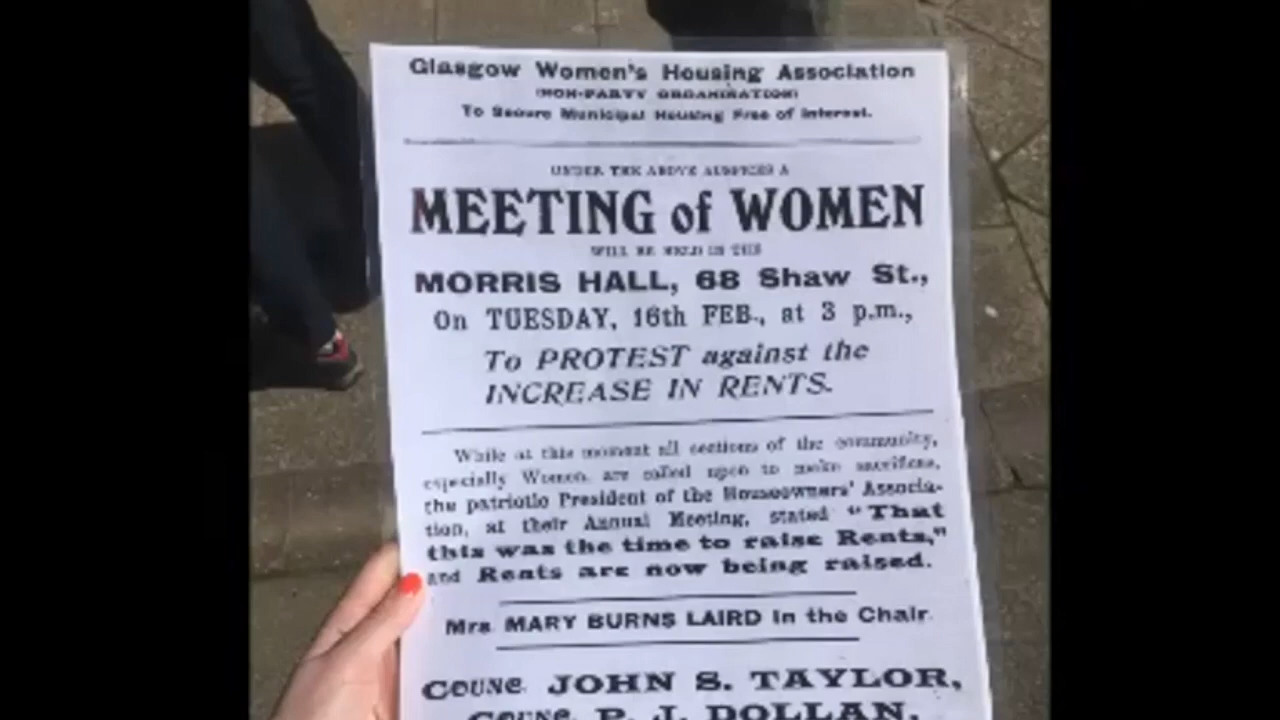 Glasgow Women's Housing Association
(NON-PARTY ORGANISATION)
To Secure Municipal Housing Free of Interest.
UNDER THE ABOVE AUSPICES A
MEETING of WOMEN
WILL BE HELD IN THE
MORRIS HALL, 68 Shaw St.,
On TUESDAY, 16th FEB., at 3 p.m.,
To PROTEST against the
INCREASE IN RENTS.
While at this moment all sections of the community,
especially Women, are called upon to make sacrifices,
the patriotic President of the Houseowners' Associa-
tion, at their Annual Meeting, stated "That
this was the time to raise Rents,"
and Rents are now being raised.
Mrs. MARY BURNS LAIRD in the Chair.
Counc. JOHN S. TAYLOR,
Counc. P. J. DOLLAN,